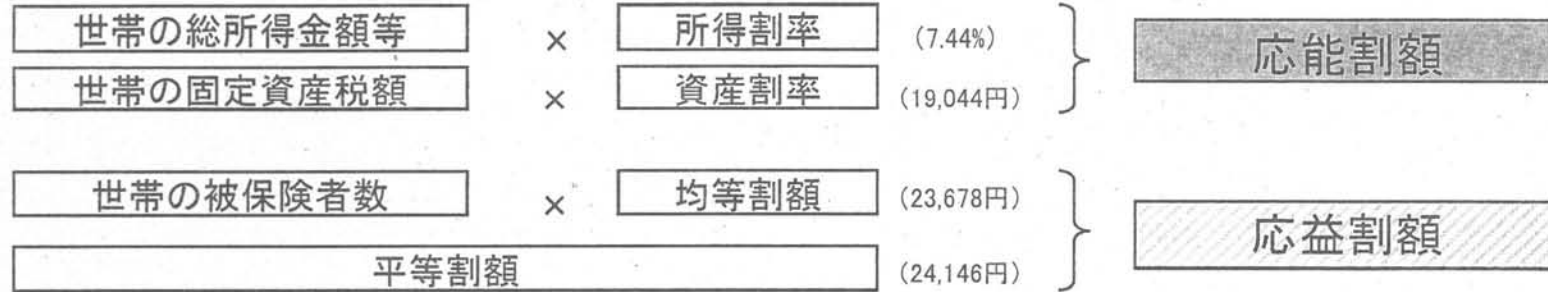 世帯の総所得金額等 × 所得割率 (7.44%)
応能割額
世帯の固定資産税額 × 資産割率 (19,044円)
世帯の被保険者数 × 均等割額 (23,678円)
応益割額
平等割額 (24,146円)